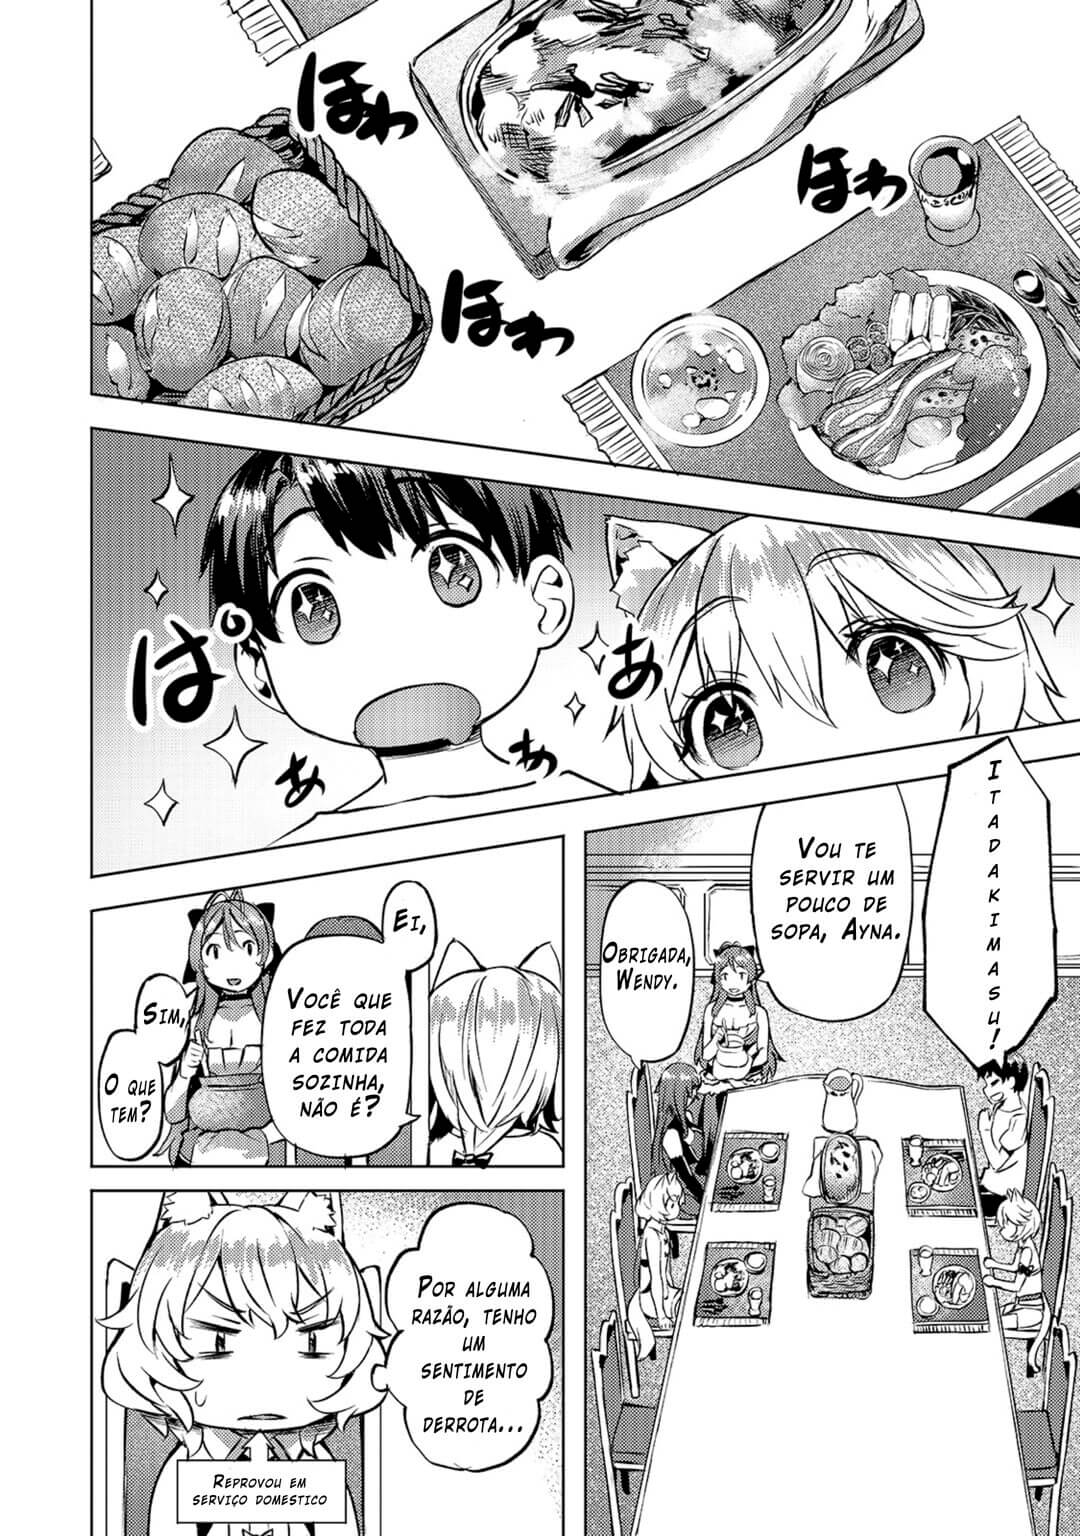 ほわ
ほわ
ほわ
ぱ
あ
あ
あ
ITADAKIMASU!
VOU TE
SERVIR UM
POUCO DE
SOPA, AYNA.
OBRIGADA,
WENDY.
EI,
VOCÊ QUE
FEZ TODA
A COMIDA
SOZINHA,
NÃO É?
SIM,
O QUE
TEM?
POR ALGUMA
RAZÃO, TENHO
UM
SENTIMENTO
DE
DERROTA...
REPROVOU EM
SERVIÇO DOMESTICO